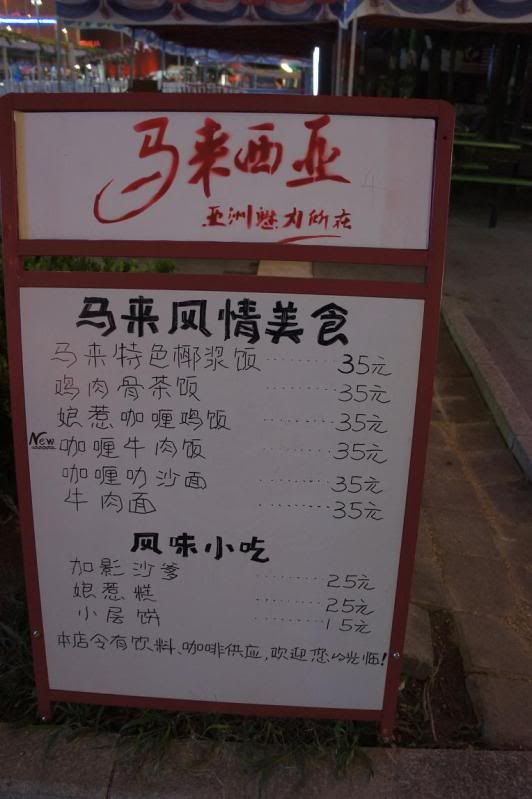 马来西亚
亚洲魅力所在
马来风情美食
马来特色椰浆饭·········35元
鸡肉骨茶饭·········35元
娘惹咖喱鸡饭·········35元
New 咖喱牛肉饭·········35元
咖喱叻沙面·········35元
牛肉面·········35元
风味小吃
加影沙爹·········25元
娘惹糕·········25元
小层饼·········15元
本店令有饮料、咖啡供应,欢迎您的光临!